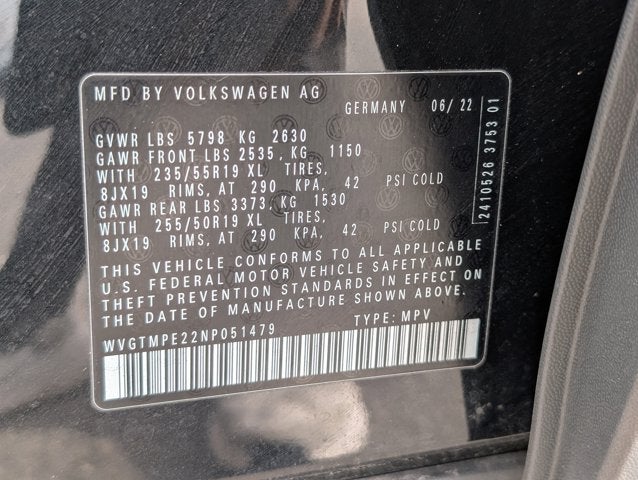 MFD BY VOLKSWAGEN AG
GERMANY 06/22
GVWR LBS 5798 KG 2630
GAWR FRONT LBS 2535, KG 1150
WITH 235/55R19 XL TIRES,
8JX19 RIMS, AT 290 KPA, 42 PSI COLD
GAWR REAR LBS 3373, KG 1530
WITH 255/50R19 XL TIRES,
8JX19 RIMS, AT 290 KPA, 42 PSI COLD
THIS VEHICLE CONFORMS TO ALL APPLICABLE
U.S. FEDERAL MOTOR VEHICLE SAFETY AND
THEFT PREVENTION STANDARDS IN EFFECT ON
THE DATE OF MANUFACTURE SHOWN ABOVE.
WVGTMPE22NP051479 TYPE: MPV
2410526 3753 01